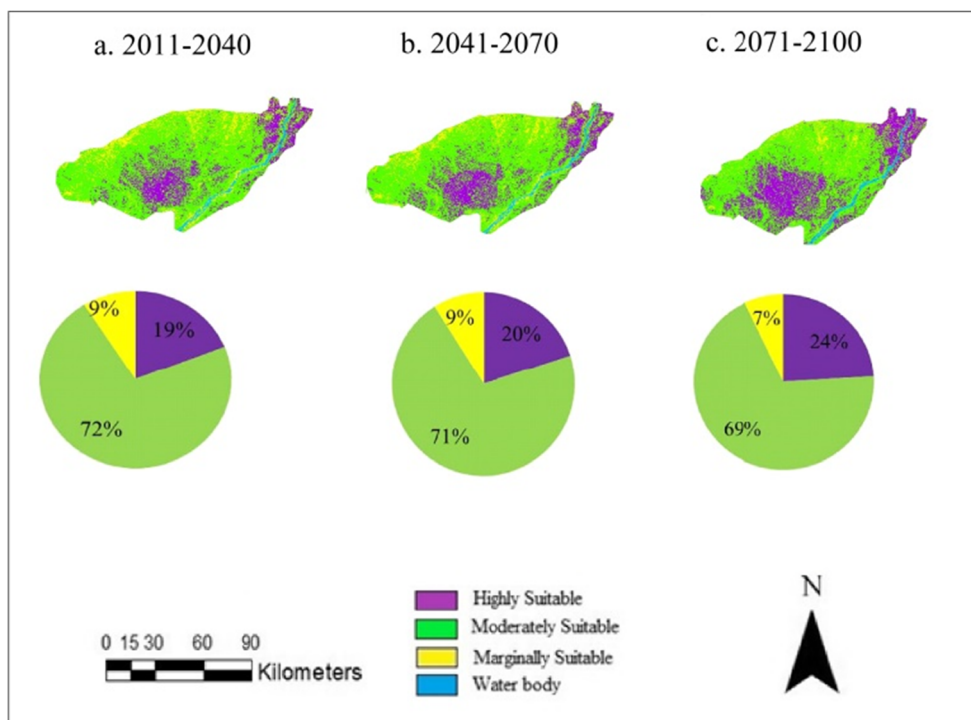 a. 2011-2040
b. 2041-2070
c. 2071-2100
9%
19%
72%
9%
20%
71%
7%
24%
69%
0 15 30 60 90
Kilometers
Highly Suitable
Moderately Suitable
Marginally Suitable
Water body
N